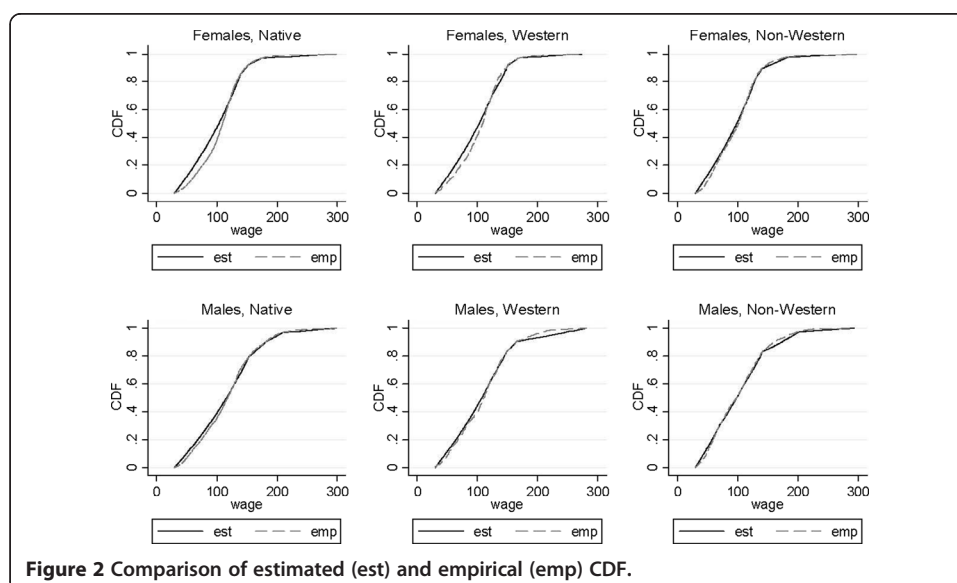 Females, Native
CDF
0 .2 .4 .6 .8 1
0 100 200 300
wage
est emp
Females, Western
CDF
0 .2 .4 .6 .8 1
0 100 200 300
wage
est emp
Females, Non-Western
CDF
0 .2 .4 .6 .8 1
0 100 200 300
wage
est emp
Males, Native
CDF
0 .2 .4 .6 .8 1
0 100 200 300
wage
est emp
Males, Western
CDF
0 .2 .4 .6 .8 1
0 100 200 300
wage
est emp
Males, Non-Western
CDF
0 .2 .4 .6 .8 1
0 100 200 300
wage
est emp
Figure 2 Comparison of estimated (est) and empirical (emp) CDF.